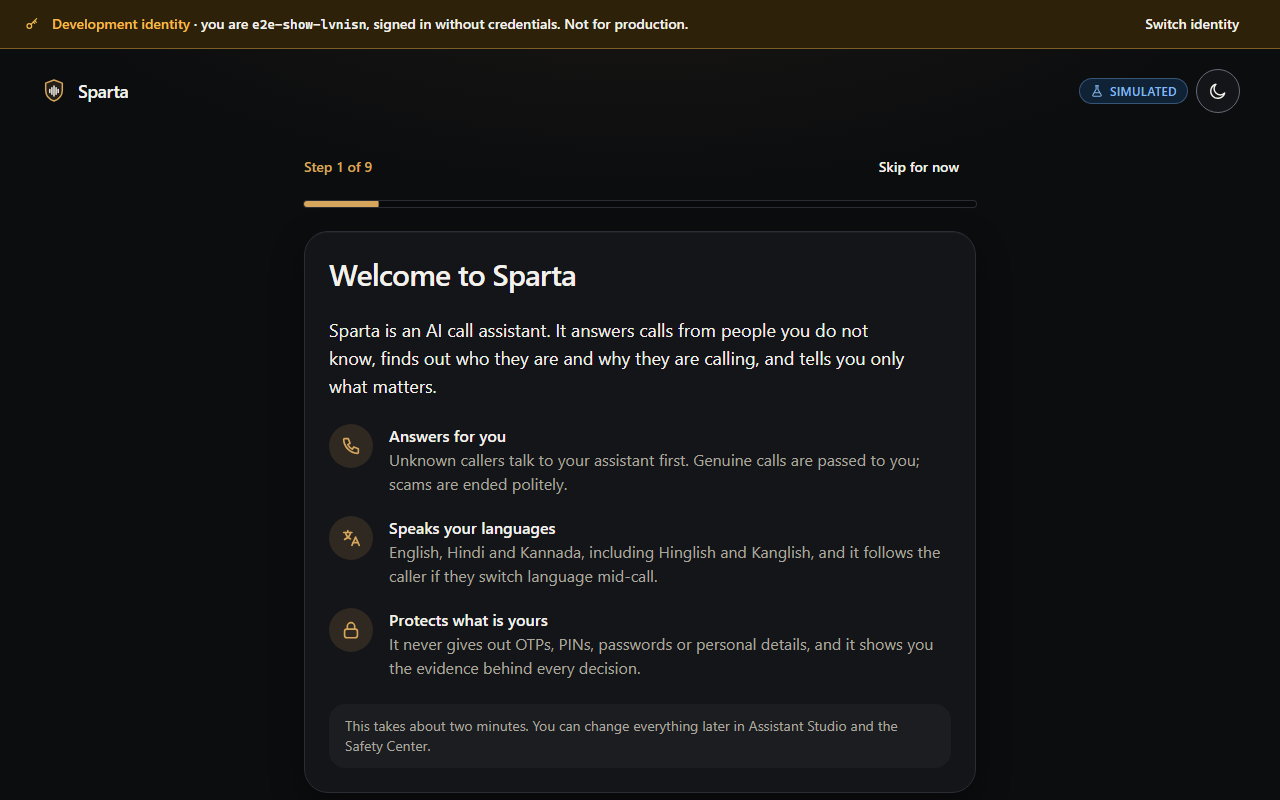 Development identity · you are e2e-show-lvnisn, signed in without credentials. Not for production.
Switch identity
Sparta
SIMULATED
Step 1 of 9
Skip for now
Welcome to Sparta
Sparta is an AI call assistant. It answers calls from people you do not
know, finds out who they are and why they are calling, and tells you only
what matters.
Answers for you
Unknown callers talk to your assistant first. Genuine calls are passed to you;
scams are ended politely.
Speaks your languages
English, Hindi and Kannada, including Hinglish and Kanglish, and it follows the
caller if they switch language mid-call.
Protects what is yours
It never gives out OTPs, PINs, passwords or personal details, and it shows you
the evidence behind every decision.
This takes about two minutes. You can change everything later in Assistant Studio and the
Safety Center.